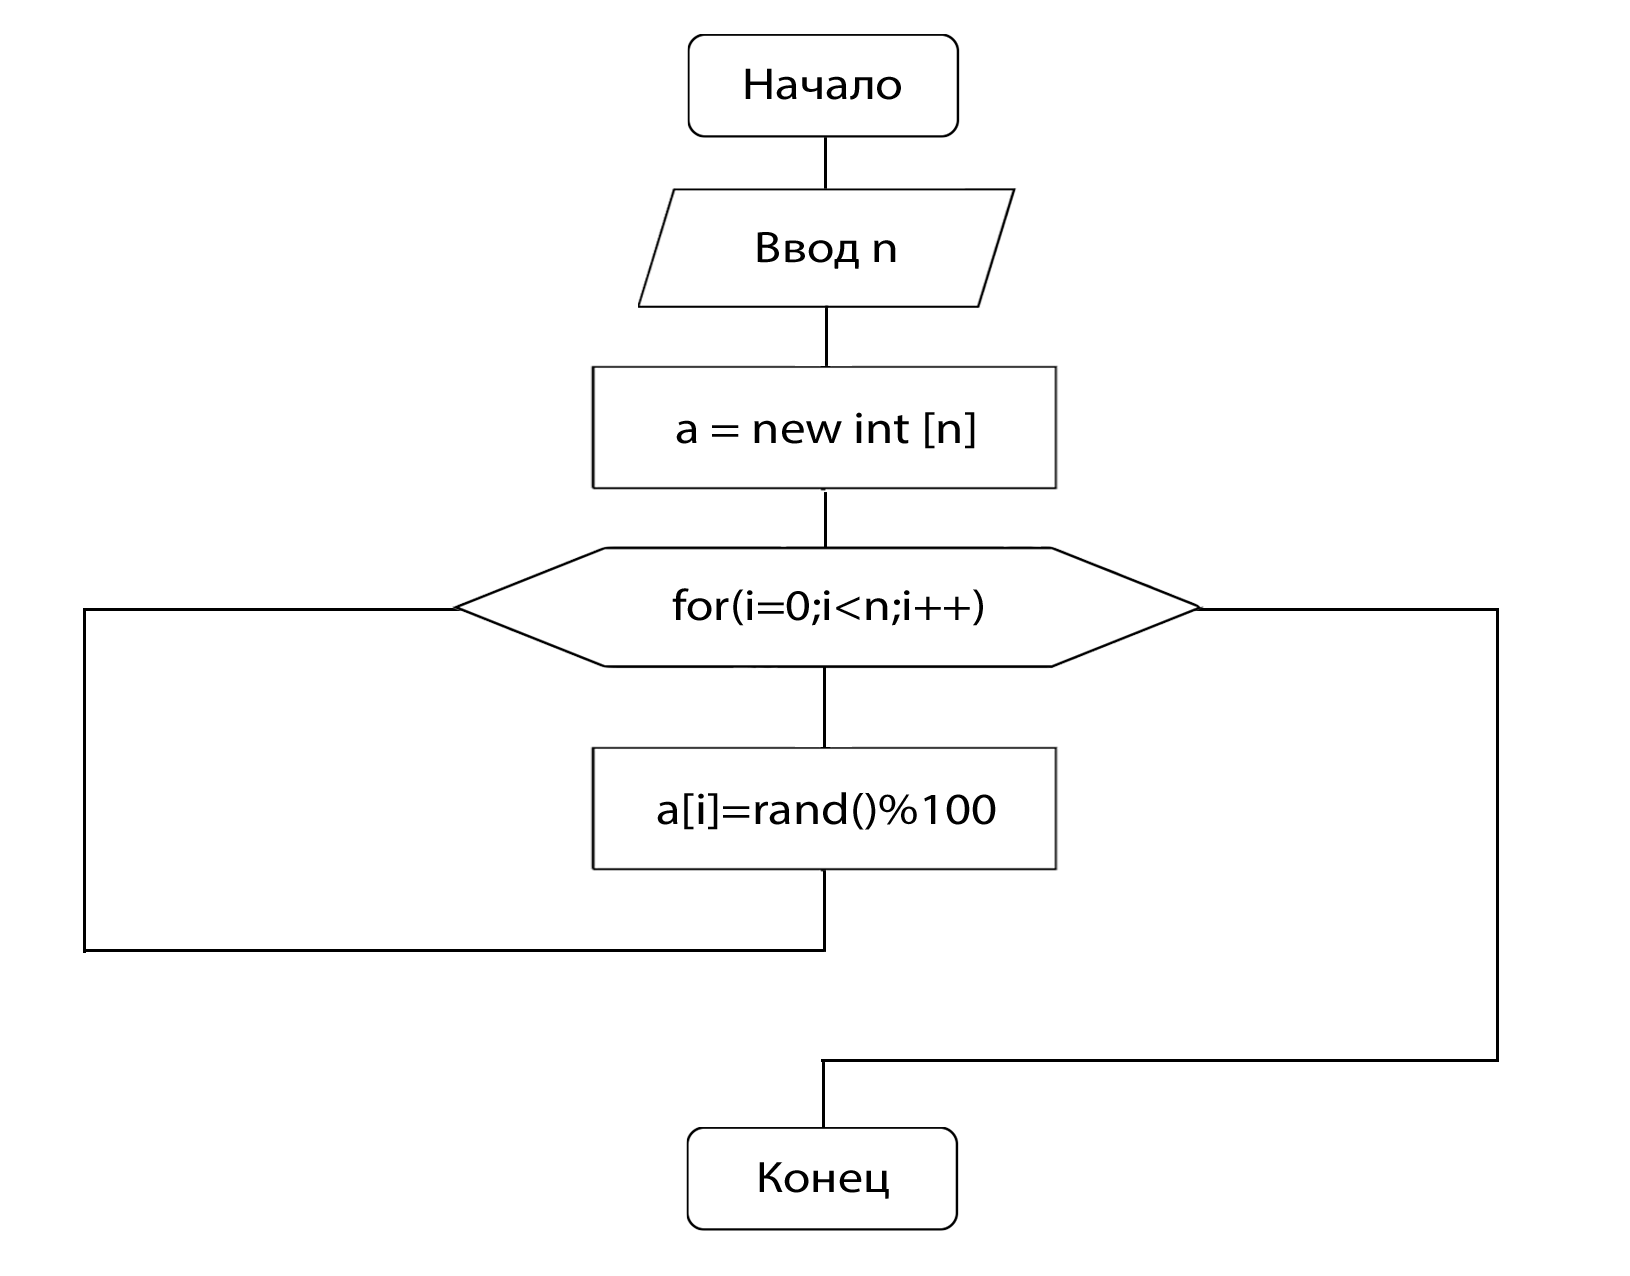 Начало
Ввод n
a = new int [n]
for(i=0;i<n;i++)
a[i]=rand()%100
Конец